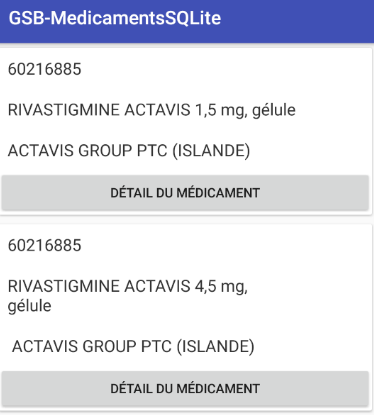 GSB-MedicamentsSQLite
60216885
RIVASTIGMINE ACTAVIS 1,5 mg, gélule
ACTAVIS GROUP PTC (ISLANDE)
DÉTAIL DU MÉDICAMENT
60216885
RIVASTIGMINE ACTAVIS 4,5 mg,
gélule
ACTAVIS GROUP PTC (ISLANDE)
DÉTAIL DU MÉDICAMENT